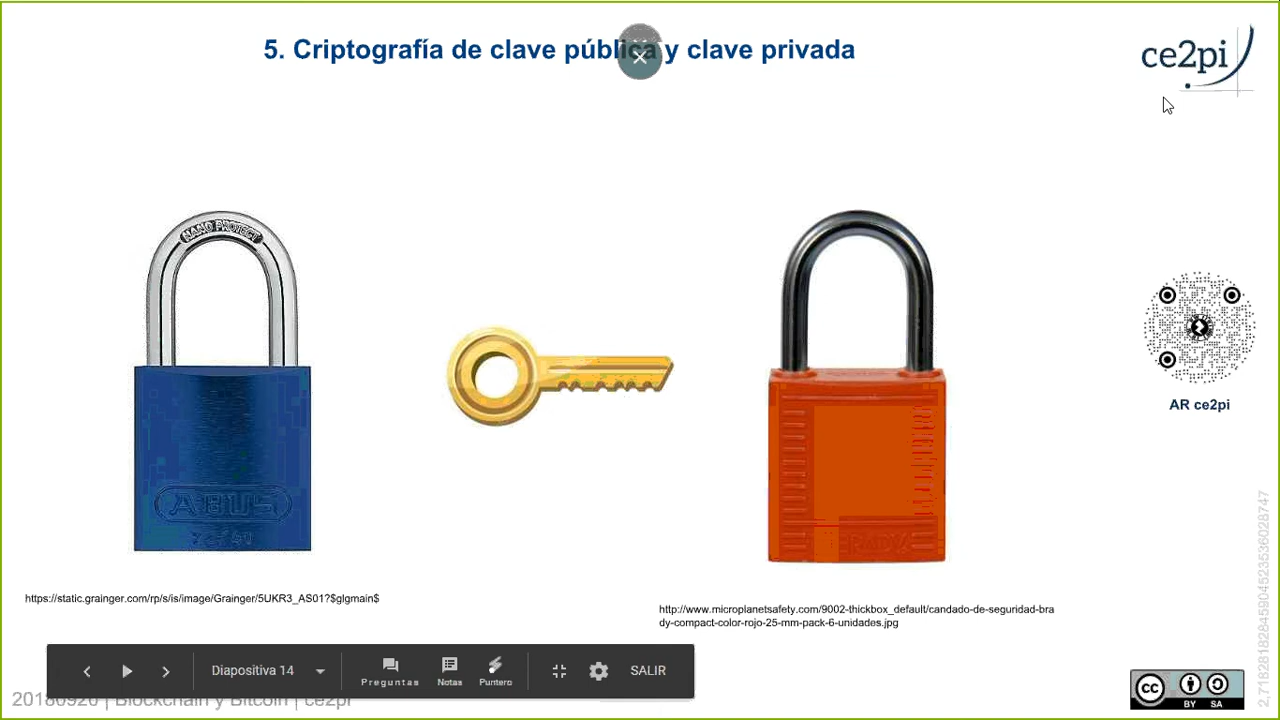 5. Criptografía de clave pública y clave privada
ce2pi
NANO PROTECT
ABUS
AR ce2pi
https://static.grainger.com/rp/s/is/image/Grainger/5UKR3_AS01?$glgmain$
http://www.microplanetsafety.com/9002-thickbox_default/candado-de-seguridad-bra
dy-compact-color-rojo-25-mm-pack-6-unidades.jpg
Diapositiva 14
Preguntas
Notas
Puntero
SALIR
20180920 | Blockchain y Bitcoin | ce2pi
cc
BY SA
2,71828182845904523536028747